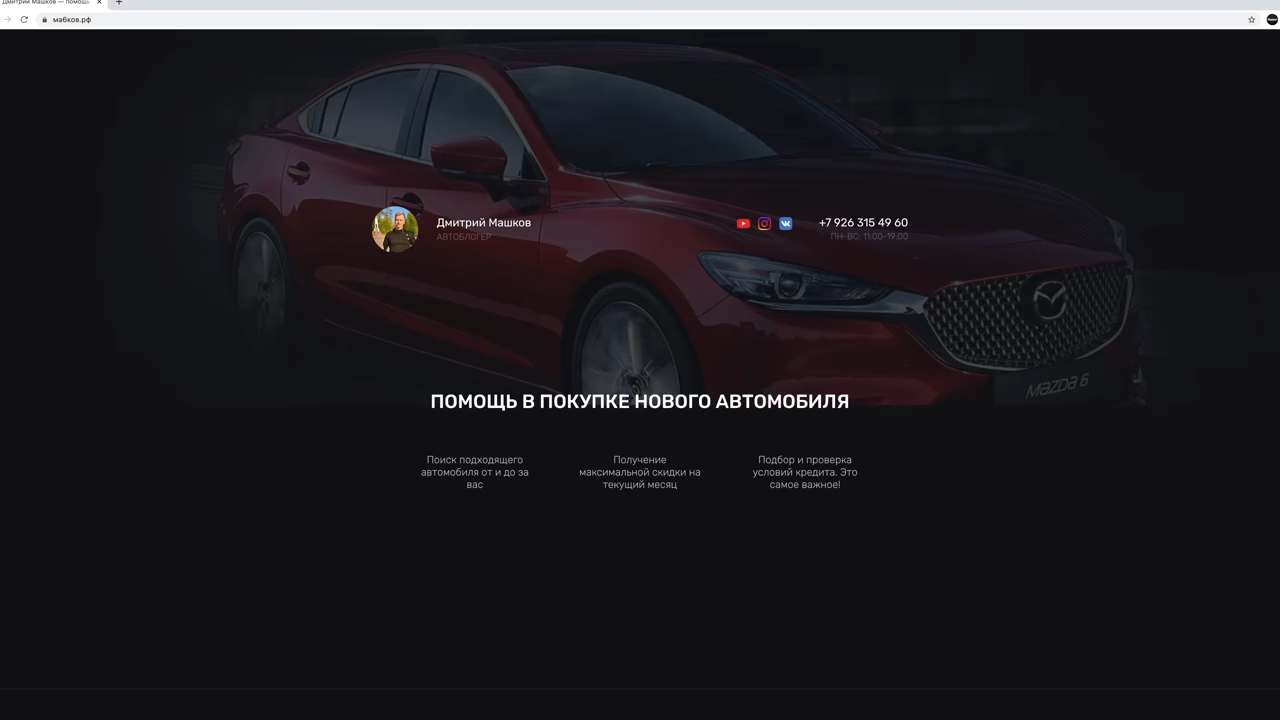 Дмитрий Машков — помощь
ма6ков.рф
Дмитрий Машков
АВТОБЛОГЕР
+7 926 315 49 60
ПН-ВС: 11:00-19:00
MAZDA 6
ПОМОЩЬ В ПОКУПКЕ НОВОГО АВТОМОБИЛЯ
Поиск подходящего
автомобиля от и до за
вас
Получение
максимальной скидки на
текущий месяц
Подбор и проверка
условий кредита. Это
самое важное!